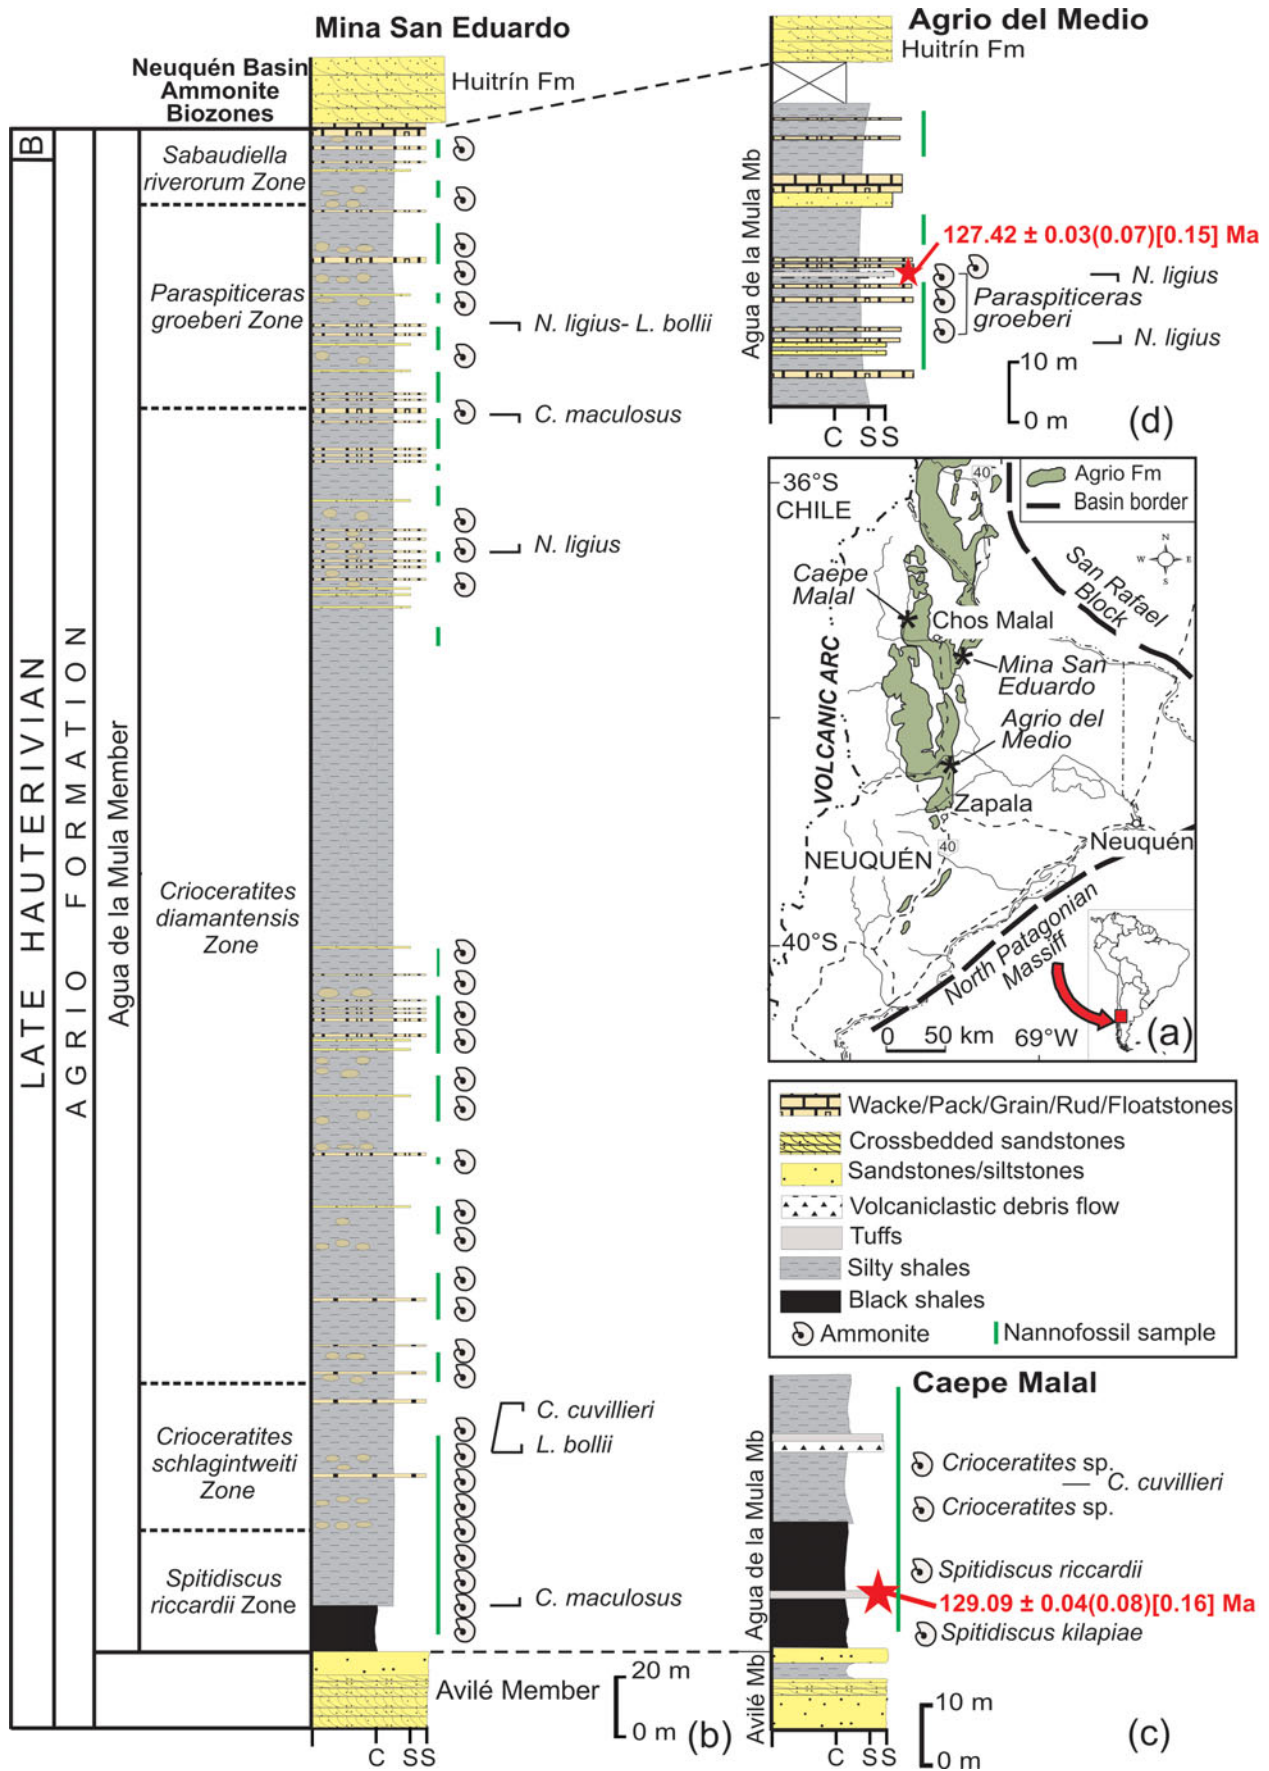 Mina San Eduardo
Neuquén Basin
Ammonite
Biozones
Huitrín Fm
B
LATE HAUTERIVIAN
AGRIO FORMATION
Agua de la Mula Member
Sabaudiella
riverorum Zone
Paraspiticeras
groeberi Zone
Crioceratites
diamantensis
Zone
Crioceratites
schlagintweiti
Zone
Spitidiscus
riccardii Zone
N. ligius- L. bollii
C. maculosus
N. ligius
C. cuvillieri
L. bollii
C. maculosus
Avilé Member
20 m
0 m
(b)
C S S
Agrio del Medio
Huitrín Fm
Agua de la Mula Mb
127.42 ± 0.03(0.07)[0.15] Ma
N. ligius
Paraspiticeras
groeberi
N. ligius
10 m
0 m
(d)
C S S
36°S
CHILE
Agrio Fm
Basin border
40
N
W E
S
San Rafael
Block
Caepe
Malal
Chos Malal
Mina San
Eduardo
VOLCANIC ARC
Agrio del
Medio
Zapala
Neuquén
NEUQUÉN
40
40°S
North Patagonian
Massiff
0 50 km
69°W
(a)
Wacke/Pack/Grain/Rud/Floatstones
Crossbedded sandstones
Sandstones/siltstones
Volcaniclastic debris flow
Tuffs
Silty shales
Black shales
Ammonite
Nannofossil sample
Caepe Malal
Agua de la Mula Mb
Avilé Mb
Crioceratites sp.
C. cuvillieri
Crioceratites sp.
Spitidiscus riccardii
129.09 ± 0.04(0.08)[0.16] Ma
Spitidiscus kilapiae
10 m
0 m
(c)
C S S